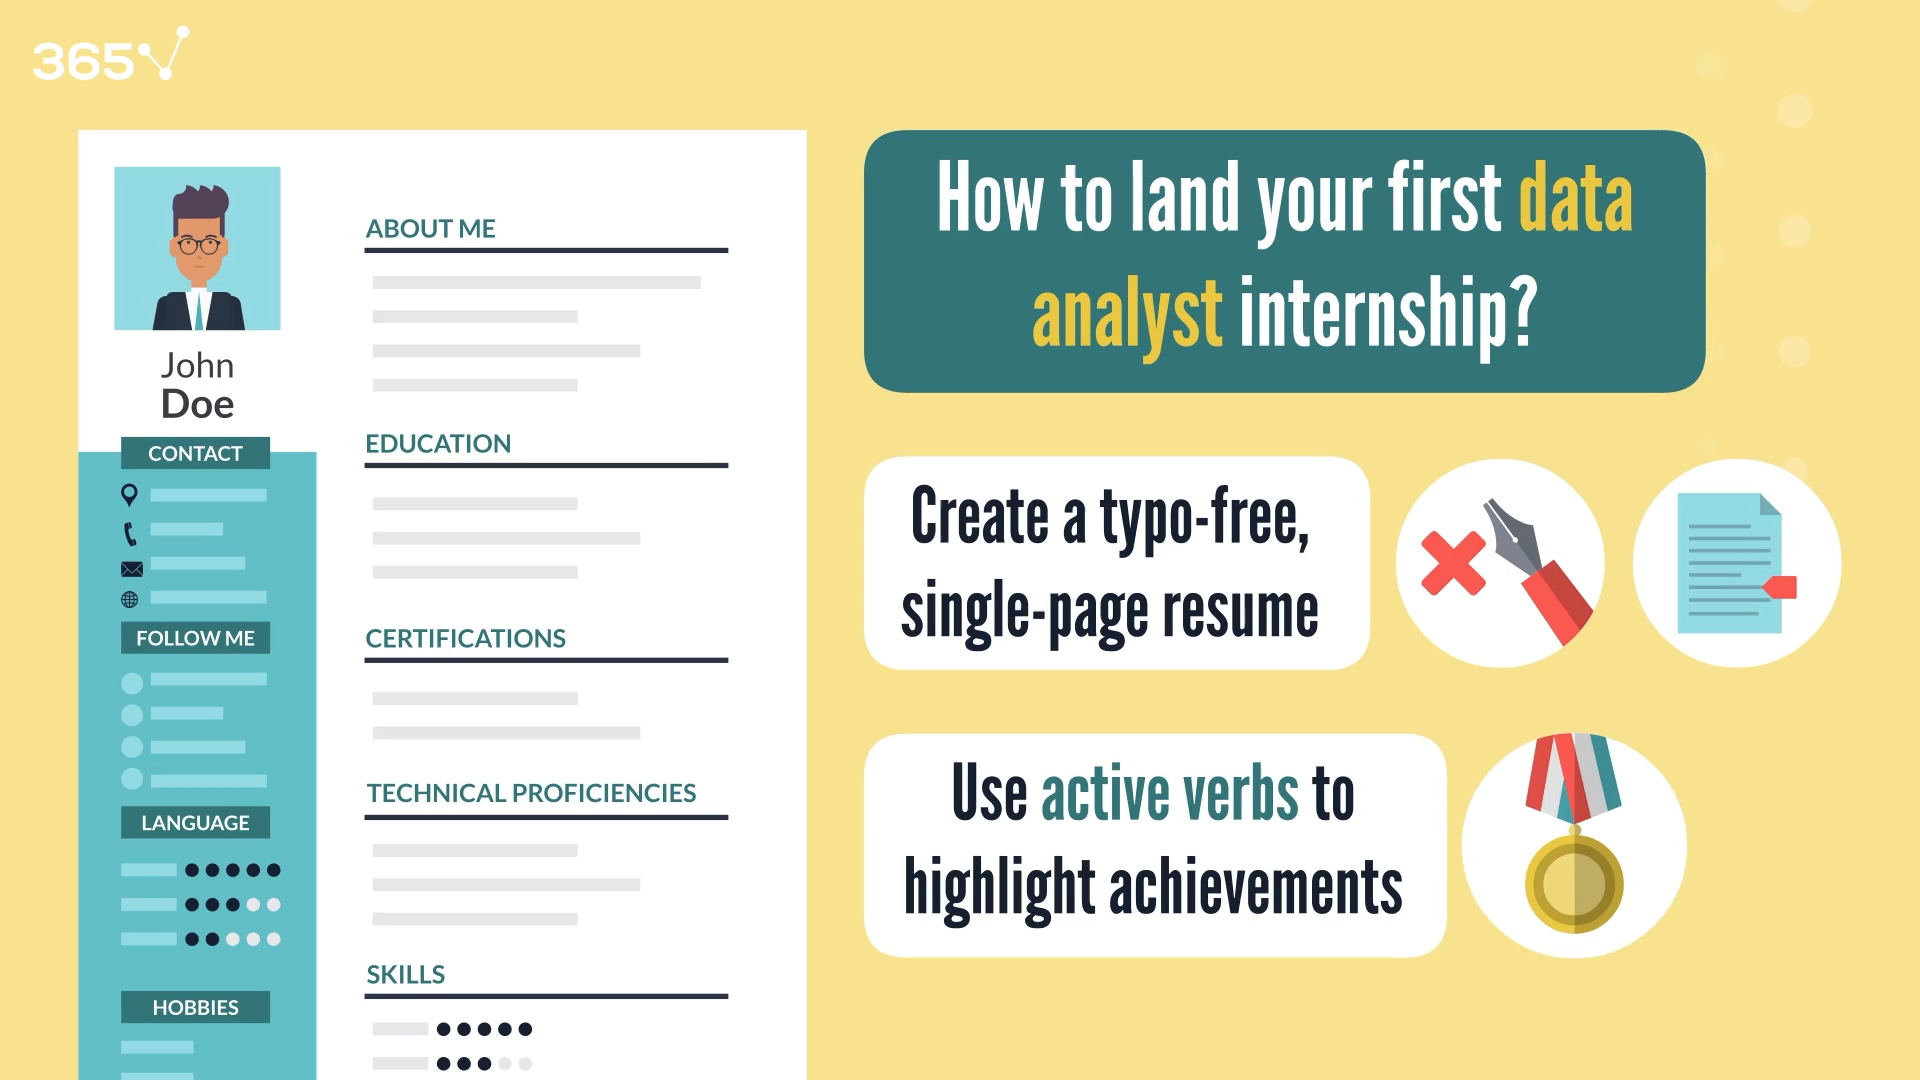 365
John
Doe
CONTACT
FOLLOW ME
LANGUAGE
HOBBIES
ABOUT ME
EDUCATION
CERTIFICATIONS
TECHNICAL PROFICIENCIES
SKILLS
How to land your first data
analyst internship?
Create a typo-free,
single-page resume
Use active verbs to
highlight achievements